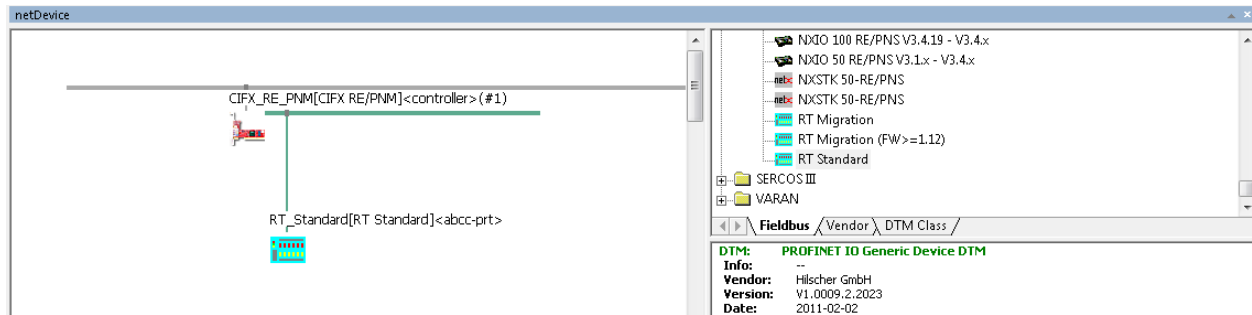 netDevice
CIFX_RE_PNM[CIFX RE/PNM]<controller>(#1)
RT_Standard[RT Standard]<abcc-prt>
NXIO 100 RE/PNS V3.4.19 - V3.4.x
NXIO 50 RE/PNS V3.1.x - V3.4.x
netX NXSTK 50-RE/PNS
netX NXSTK 50-RE/PNS
RT Migration
RT Migration (FW>=1.12)
RT Standard
SERCOS III
VARAN
Fieldbus Vendor DTM Class
DTM: PROFINET IO Generic Device DTM
Info: --
Vendor: Hilscher GmbH
Version: V1.0009.2.2023
Date: 2011-02-02